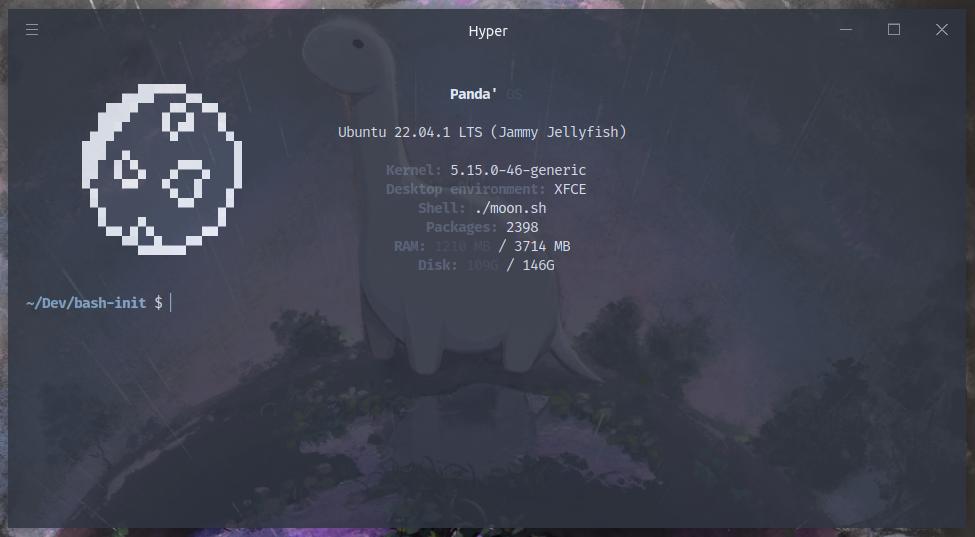 Hyper
Panda' OS
Ubuntu 22.04.1 LTS (Jammy Jellyfish)
Kernel: 5.15.0-46-generic
Desktop environment: XFCE
Shell: ./moon.sh
Packages: 2398
RAM: 1210 MB / 3714 MB
Disk: 109G / 146G
~/Dev/bash-init $